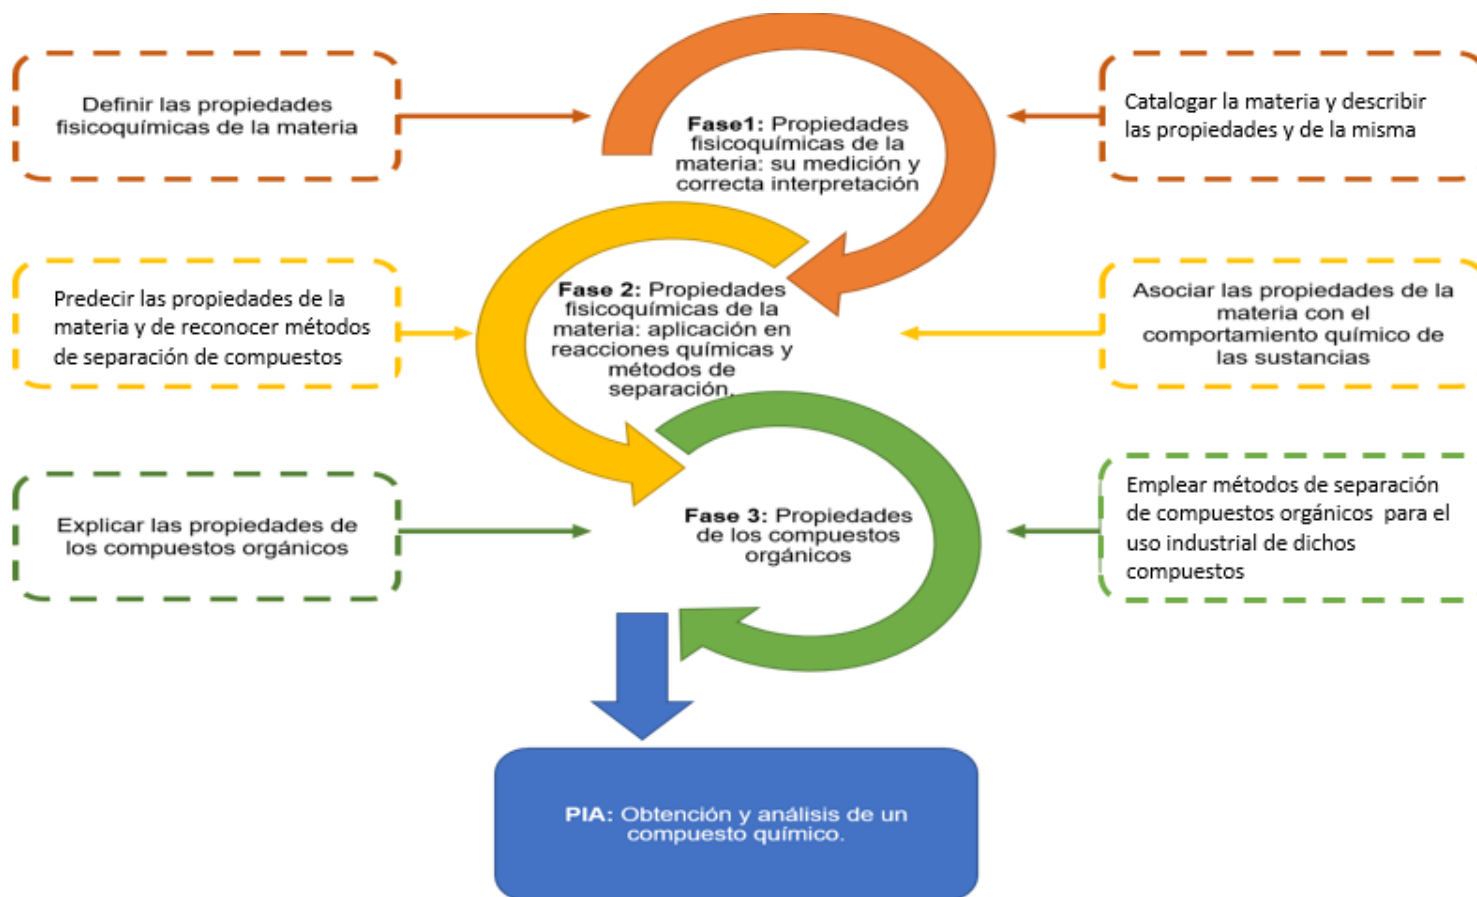 Definir las propiedades
fisicoquímicas de la materia
Fase1: Propiedades
fisicoquímicas de la
materia: su medición y
correcta interpretación
Catalogar la materia y describir
las propiedades y de la misma
Predecir las propiedades de la
materia y de reconocer métodos
de separación de compuestos
Fase 2: Propiedades
fisicoquímicas de la
materia: aplicación en
reacciones químicas y
métodos de
separación.
Asociar las propiedades de la
materia con el
comportamiento químico de
las sustancias
Explicar las propiedades de
los compuestos orgánicos
Fase 3: Propiedades
de los compuestos
orgánicos
Emplear métodos de separación
de compuestos orgánicos para el
uso industrial de dichos
compuestos
PIA: Obtención y análisis de un
compuesto químico.